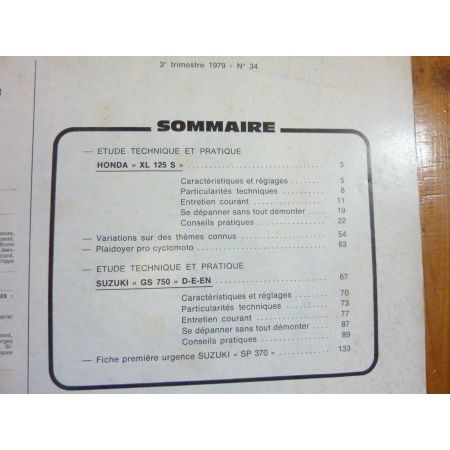 3e trimestre 1979 - N° 34
SOMMAIRE
— ETUDE TECHNIQUE ET PRATIQUE
HONDA « XL 125 S » 3
Caractéristiques et réglages 5
Particularités techniques 8
Entretien courant 11
Se dépanner sans tout démonter 19
Conseils pratiques 22
— Variations sur des thèmes connus 54
— Plaidoyer pro cyclomoto 63
— ETUDE TECHNIQUE ET PRATIQUE
SUZUKI « GS 750 » D-E-EN 67
Caractéristiques et réglages 70
Particularités techniques 73
Entretien courant 77
Se dépanner sans tout démonter 87
Conseils pratiques 89
— Fiche première urgence SUZUKI « SP 370 » 133